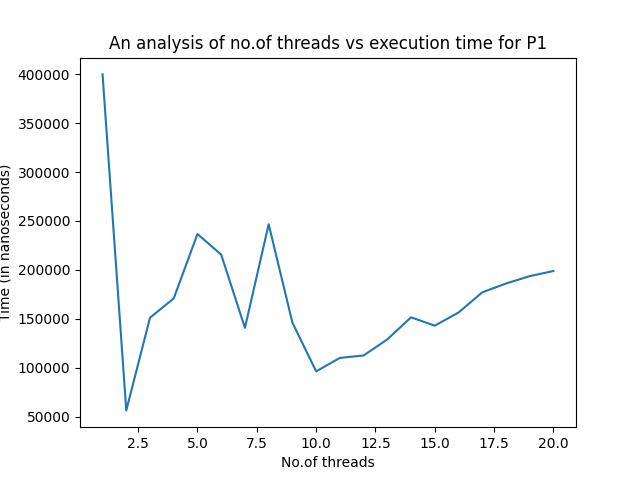 An analysis of no.of threads vs execution time for P1
Time (in nanoseconds)
400000
350000
300000
250000
200000
150000
100000
50000
2.5 5.0 7.5 10.0 12.5 15.0 17.5 20.0
No.of threads